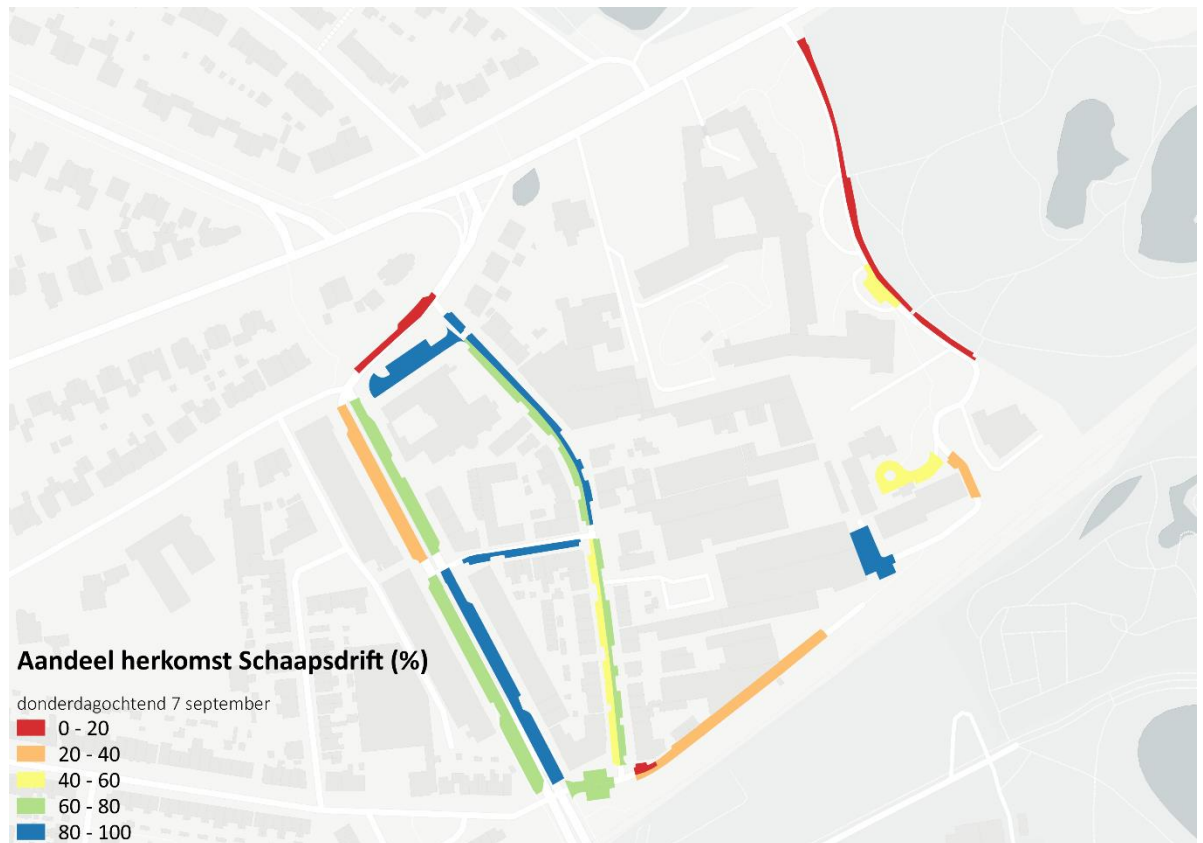 Aandeel herkomst Schaapsdrift (%)
donderdagochtend 7 september
0 - 20
20 - 40
40 - 60
60 - 80
80 - 100